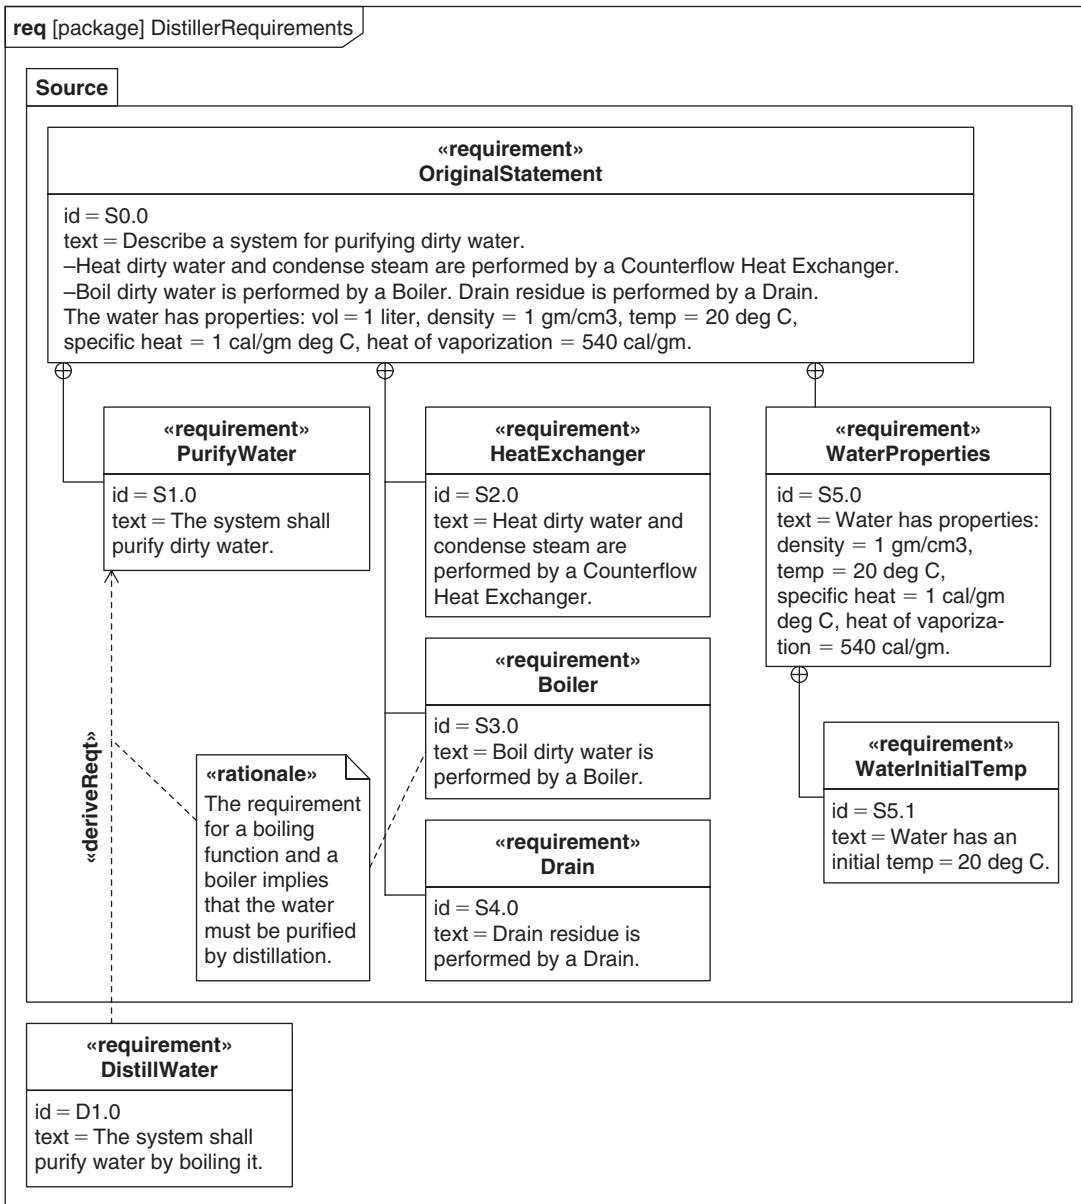 req [package] DistillerRequirements
Source
«requirement»
OriginalStatement
id = S0.0
text = Describe a system for purifying dirty water.
–Heat dirty water and condense steam are performed by a Counterflow Heat Exchanger.
–Boil dirty water is performed by a Boiler. Drain residue is performed by a Drain.
The water has properties: vol = 1 liter, density = 1 gm/cm3, temp = 20 deg C,
specific heat = 1 cal/gm deg C, heat of vaporization = 540 cal/gm.
«requirement»
PurifyWater
id = S1.0
text = The system shall
purify dirty water.
«requirement»
HeatExchanger
id = S2.0
text = Heat dirty water and
condense steam are
performed by a Counterflow
Heat Exchanger.
«requirement»
WaterProperties
id = S5.0
text = Water has properties:
density = 1 gm/cm3,
temp = 20 deg C,
specific heat = 1 cal/gm
deg C, heat of vaporiza-
tion = 540 cal/gm.
«requirement»
Boiler
id = S3.0
text = Boil dirty water is
performed by a Boiler.
«requirement»
WaterInitialTemp
id = S5.1
text = Water has an
initial temp = 20 deg C.
«deriveReqt»
«rationale»
The requirement
for a boiling
function and a
boiler implies
that the water
must be purified
by distillation.
«requirement»
Drain
id = S4.0
text = Drain residue is
performed by a Drain.
«requirement»
DistillWater
id = D1.0
text = The system shall
purify water by boiling it.